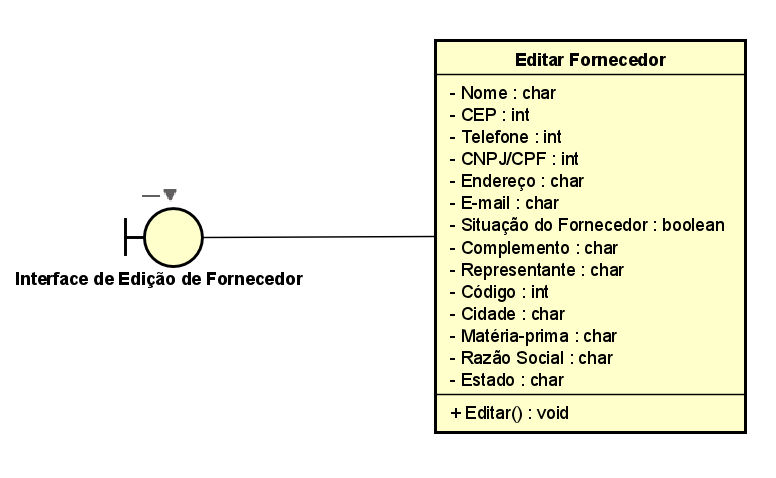 Editar Fornecedor
- Nome : char
- CEP : int
- Telefone : int
- CNPJ/CPF : int
- Endereço : char
- E-mail : char
- Situação do Fornecedor : boolean
- Complemento : char
- Representante : char
- Código : int
- Cidade : char
- Matéria-prima : char
- Razão Social : char
- Estado : char
+ Editar() : void
Interface de Edição de Fornecedor